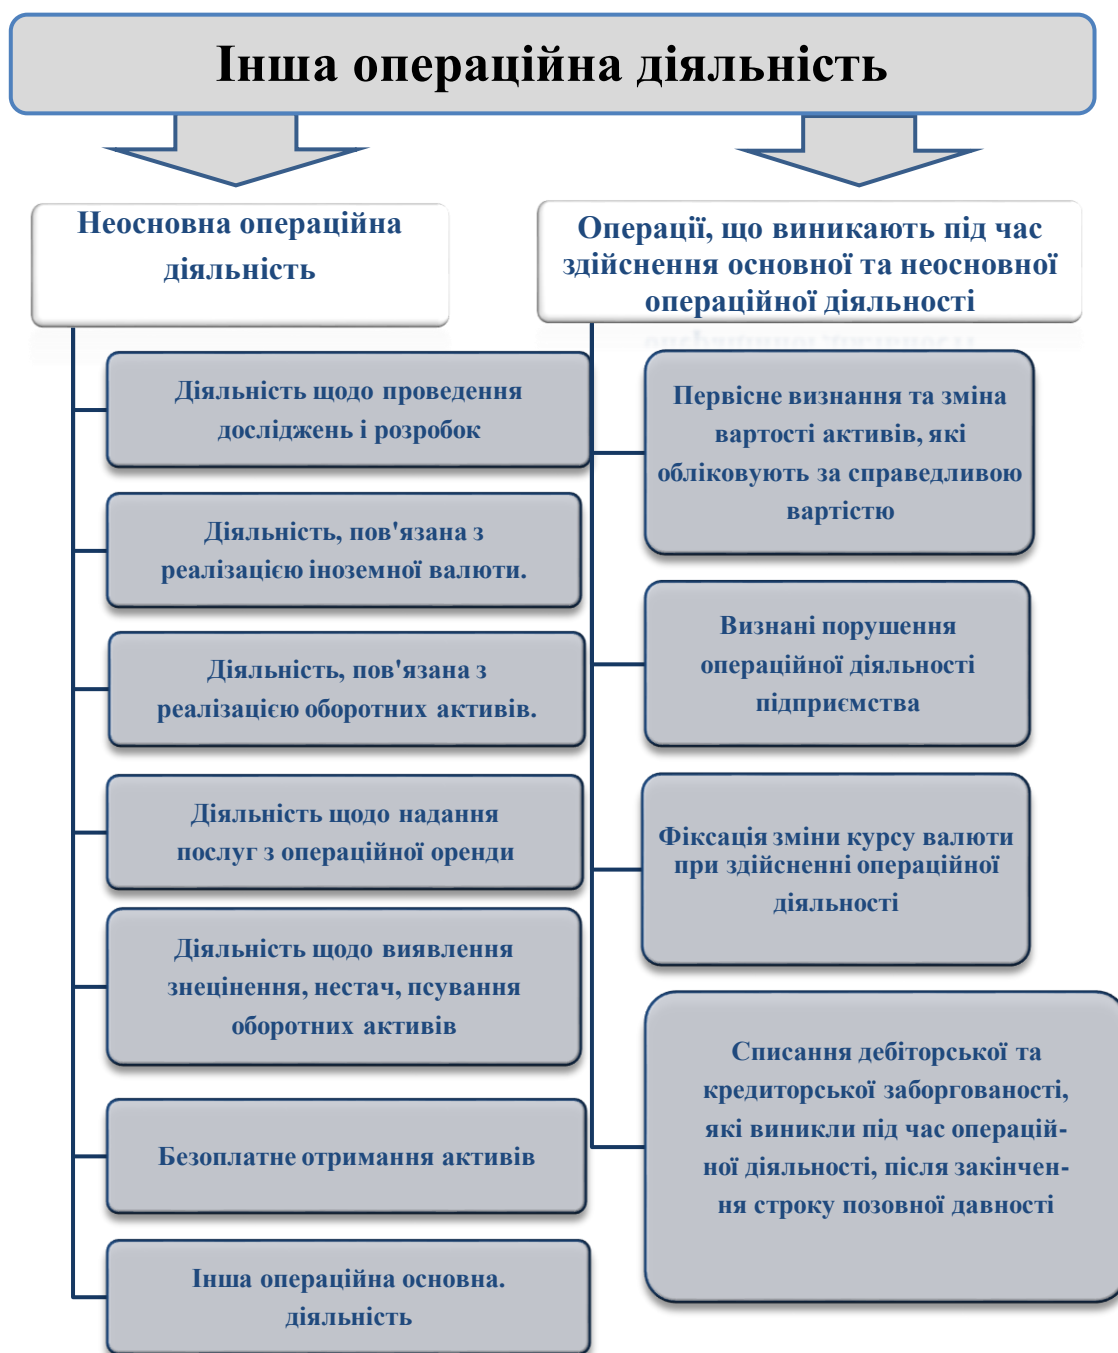 Інша операційна діяльність
Неосновна операційна
діяльність
Діяльність щодо проведення
досліджень і розробок
Діяльність, пов'язана з
реалізацією іноземної валюти.
Діяльність, пов'язана з
реалізацією оборотних активів.
Діяльність щодо надання
послуг з операційної оренди
Діяльність щодо виявлення
знецінення, нестач, псування
оборотних активів
Безоплатне отримання активів
Інша операційна основна.
діяльність
Операції, що виникають під час
здійснення основної та неосновної
операційної діяльності
Первісне визнання та зміна
вартості активів, які
обліковують за справедливою
вартістю
Визнані порушення
операційної діяльності
підприємства
Фіксація зміни курсу валюти
при здійсненні операційної
діяльності
Списання дебіторської та
кредиторської заборгованості,
які виникли під час операцій-
ної діяльності, після закінчен-
ня строку позовної давності